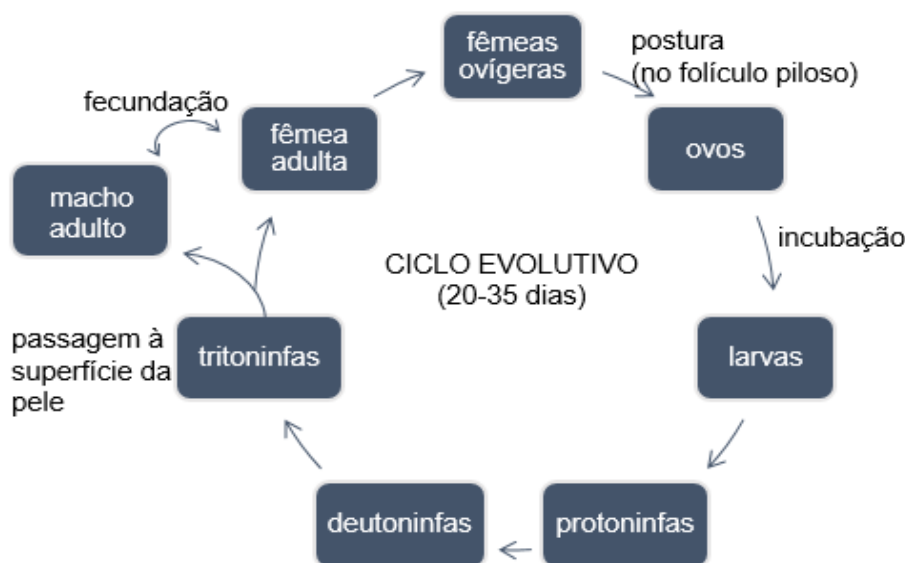 fêmeas
ovígeras
postura
(no folículo piloso)
fecundação
fêmea
adulta
ovos
macho
adulto
incubação
CICLO EVOLUTIVO
(20-35 dias)
passagem à
superfície da
pele
tritoninfas
larvas
deutoninfas
protoninfas